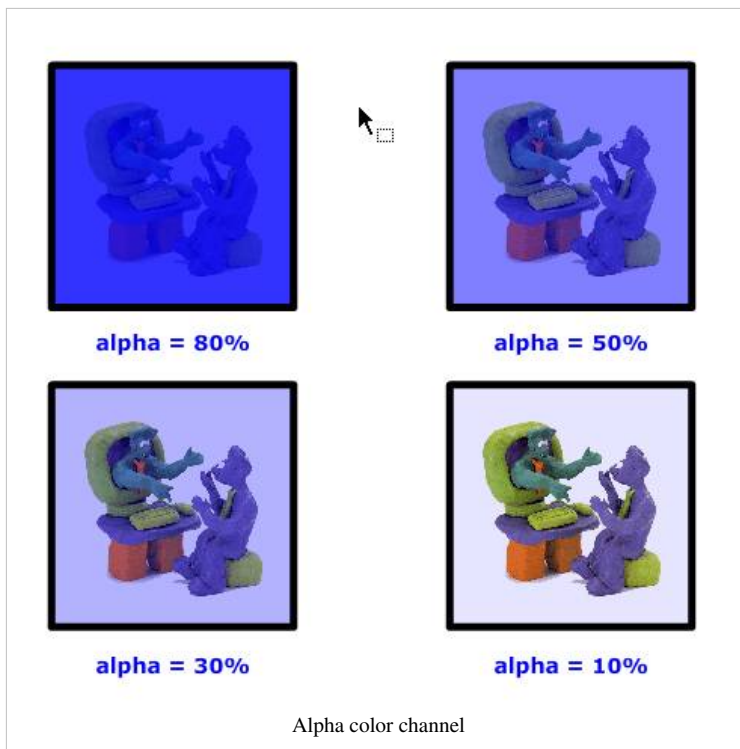 alpha = 80%
alpha = 50%
alpha = 30%
alpha = 10%
Alpha color channel